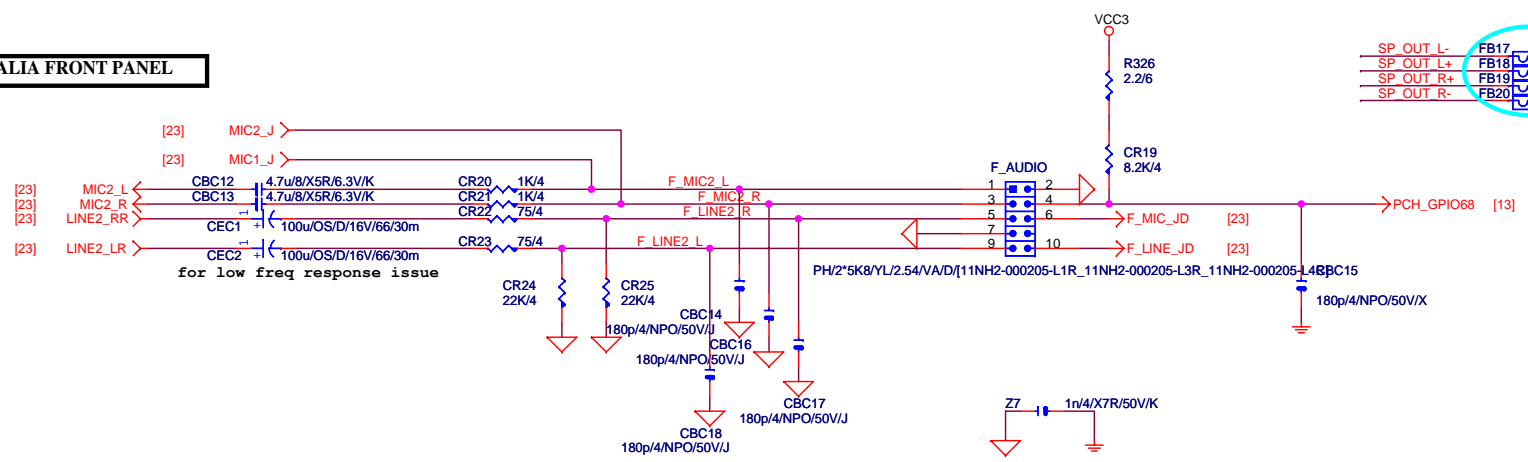 VCC3
SP_OUT_L- FB17
SP_OUT_L+ FB18
SP_OUT_R+ FB19
SP_OUT_R- FB20
ALIA FRONT PANEL
R326
2.2/6
[23] MIC2_J
[23] MIC1_J
CR19
8.2K/4
F_AUDIO
[23] MIC2_L CBC12 4.7u/8/X5R/6.3V/K CR20 1K/4 F_MIC2_L 1 2
[23] MIC2_R CBC13 4.7u/8/X5R/6.3V/K CR21 1K/4 F_MIC2_R 3 4 PCH_GPIO68 [13]
[23] LINE2_RR 1 CR22 75/4 F_LINE2_R 5 6 F_MIC_JD [23]
CEC1 + 100u/OS/D/16V/66/30m
7
[23] LINE2_LR 1 CR23 75/4 F_LINE2_L 9 10 F_LINE_JD [23]
CEC2 + 100u/OS/D/16V/66/30m
for low freq response issue
PH/2*5K8/YL/2.54/VA/D/[11NH2-000205-L1R_11NH2-000205-L3R_11NH2-000205-L4R]
CBC15
180p/4/NPO/50V/X
CR24
22K/4
CR25
22K/4
CBC14
180p/4/NPO/50V/J
CBC16
180p/4/NPO/50V/J
CBC17
180p/4/NPO/50V/J
CBC18
180p/4/NPO/50V/J
Z7 1n/4/X7R/50V/K